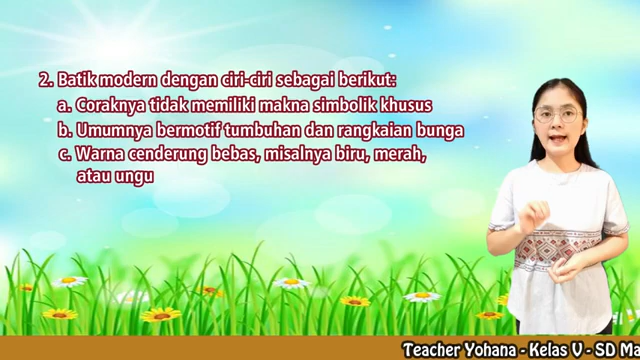 2. Batik modern dengan ciri-ciri sebagai berikut:
a. Coraknya tidak memiliki makna simbolik khusus
b. Umumnya bermotif tumbuhan dan rangkaian bunga
c. Warna cenderung bebas, misalnya biru, merah,
atau ungu
Teacher Yohana - Kelas V - SD Ma